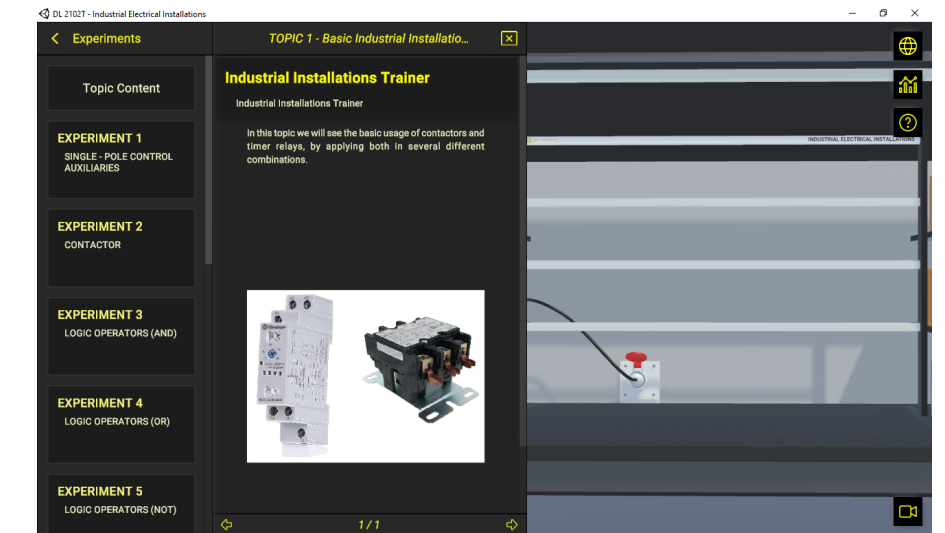 DL 2102T - Industrial Electrical Installations
Experiments
TOPIC 1 - Basic Industrial Installatio...
Topic Content
EXPERIMENT 1
SINGLE - POLE CONTROL
AUXILIARIES
EXPERIMENT 2
CONTACTOR
EXPERIMENT 3
LOGIC OPERATORS (AND)
EXPERIMENT 4
LOGIC OPERATORS (OR)
EXPERIMENT 5
LOGIC OPERATORS (NOT)
Industrial Installations Trainer
Industrial Installations Trainer
In this topic we will see the basic usage of contactors and
timer relays, by applying both in several different
combinations.
finder
1 / 1
INDUSTRIAL ELECTRICAL INSTALLATIONS